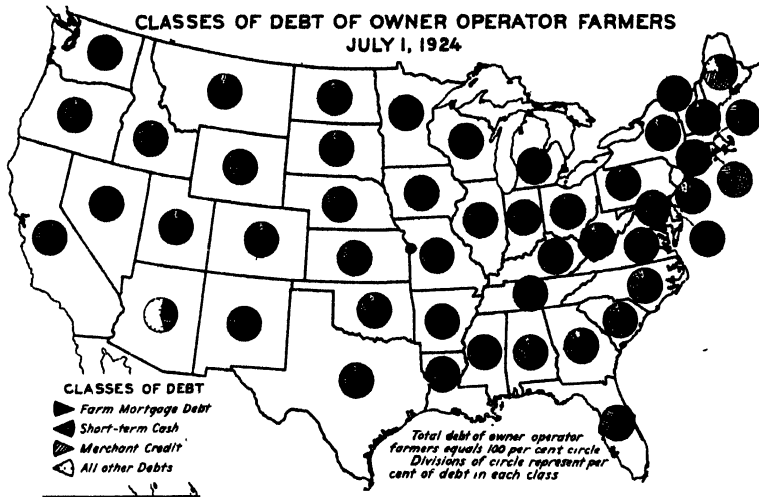 CLASSES OF DEBT OF OWNER OPERATOR FARMERS
JULY 1, 1924
CLASSES OF DEBT
Farm Mortgage Debt
Short-term Cash
Merchant Credit
All other Debts
Total debt of owner operator
farmers equals 100 per cent circle
Divisions of circle represent per
cent of debt in each class